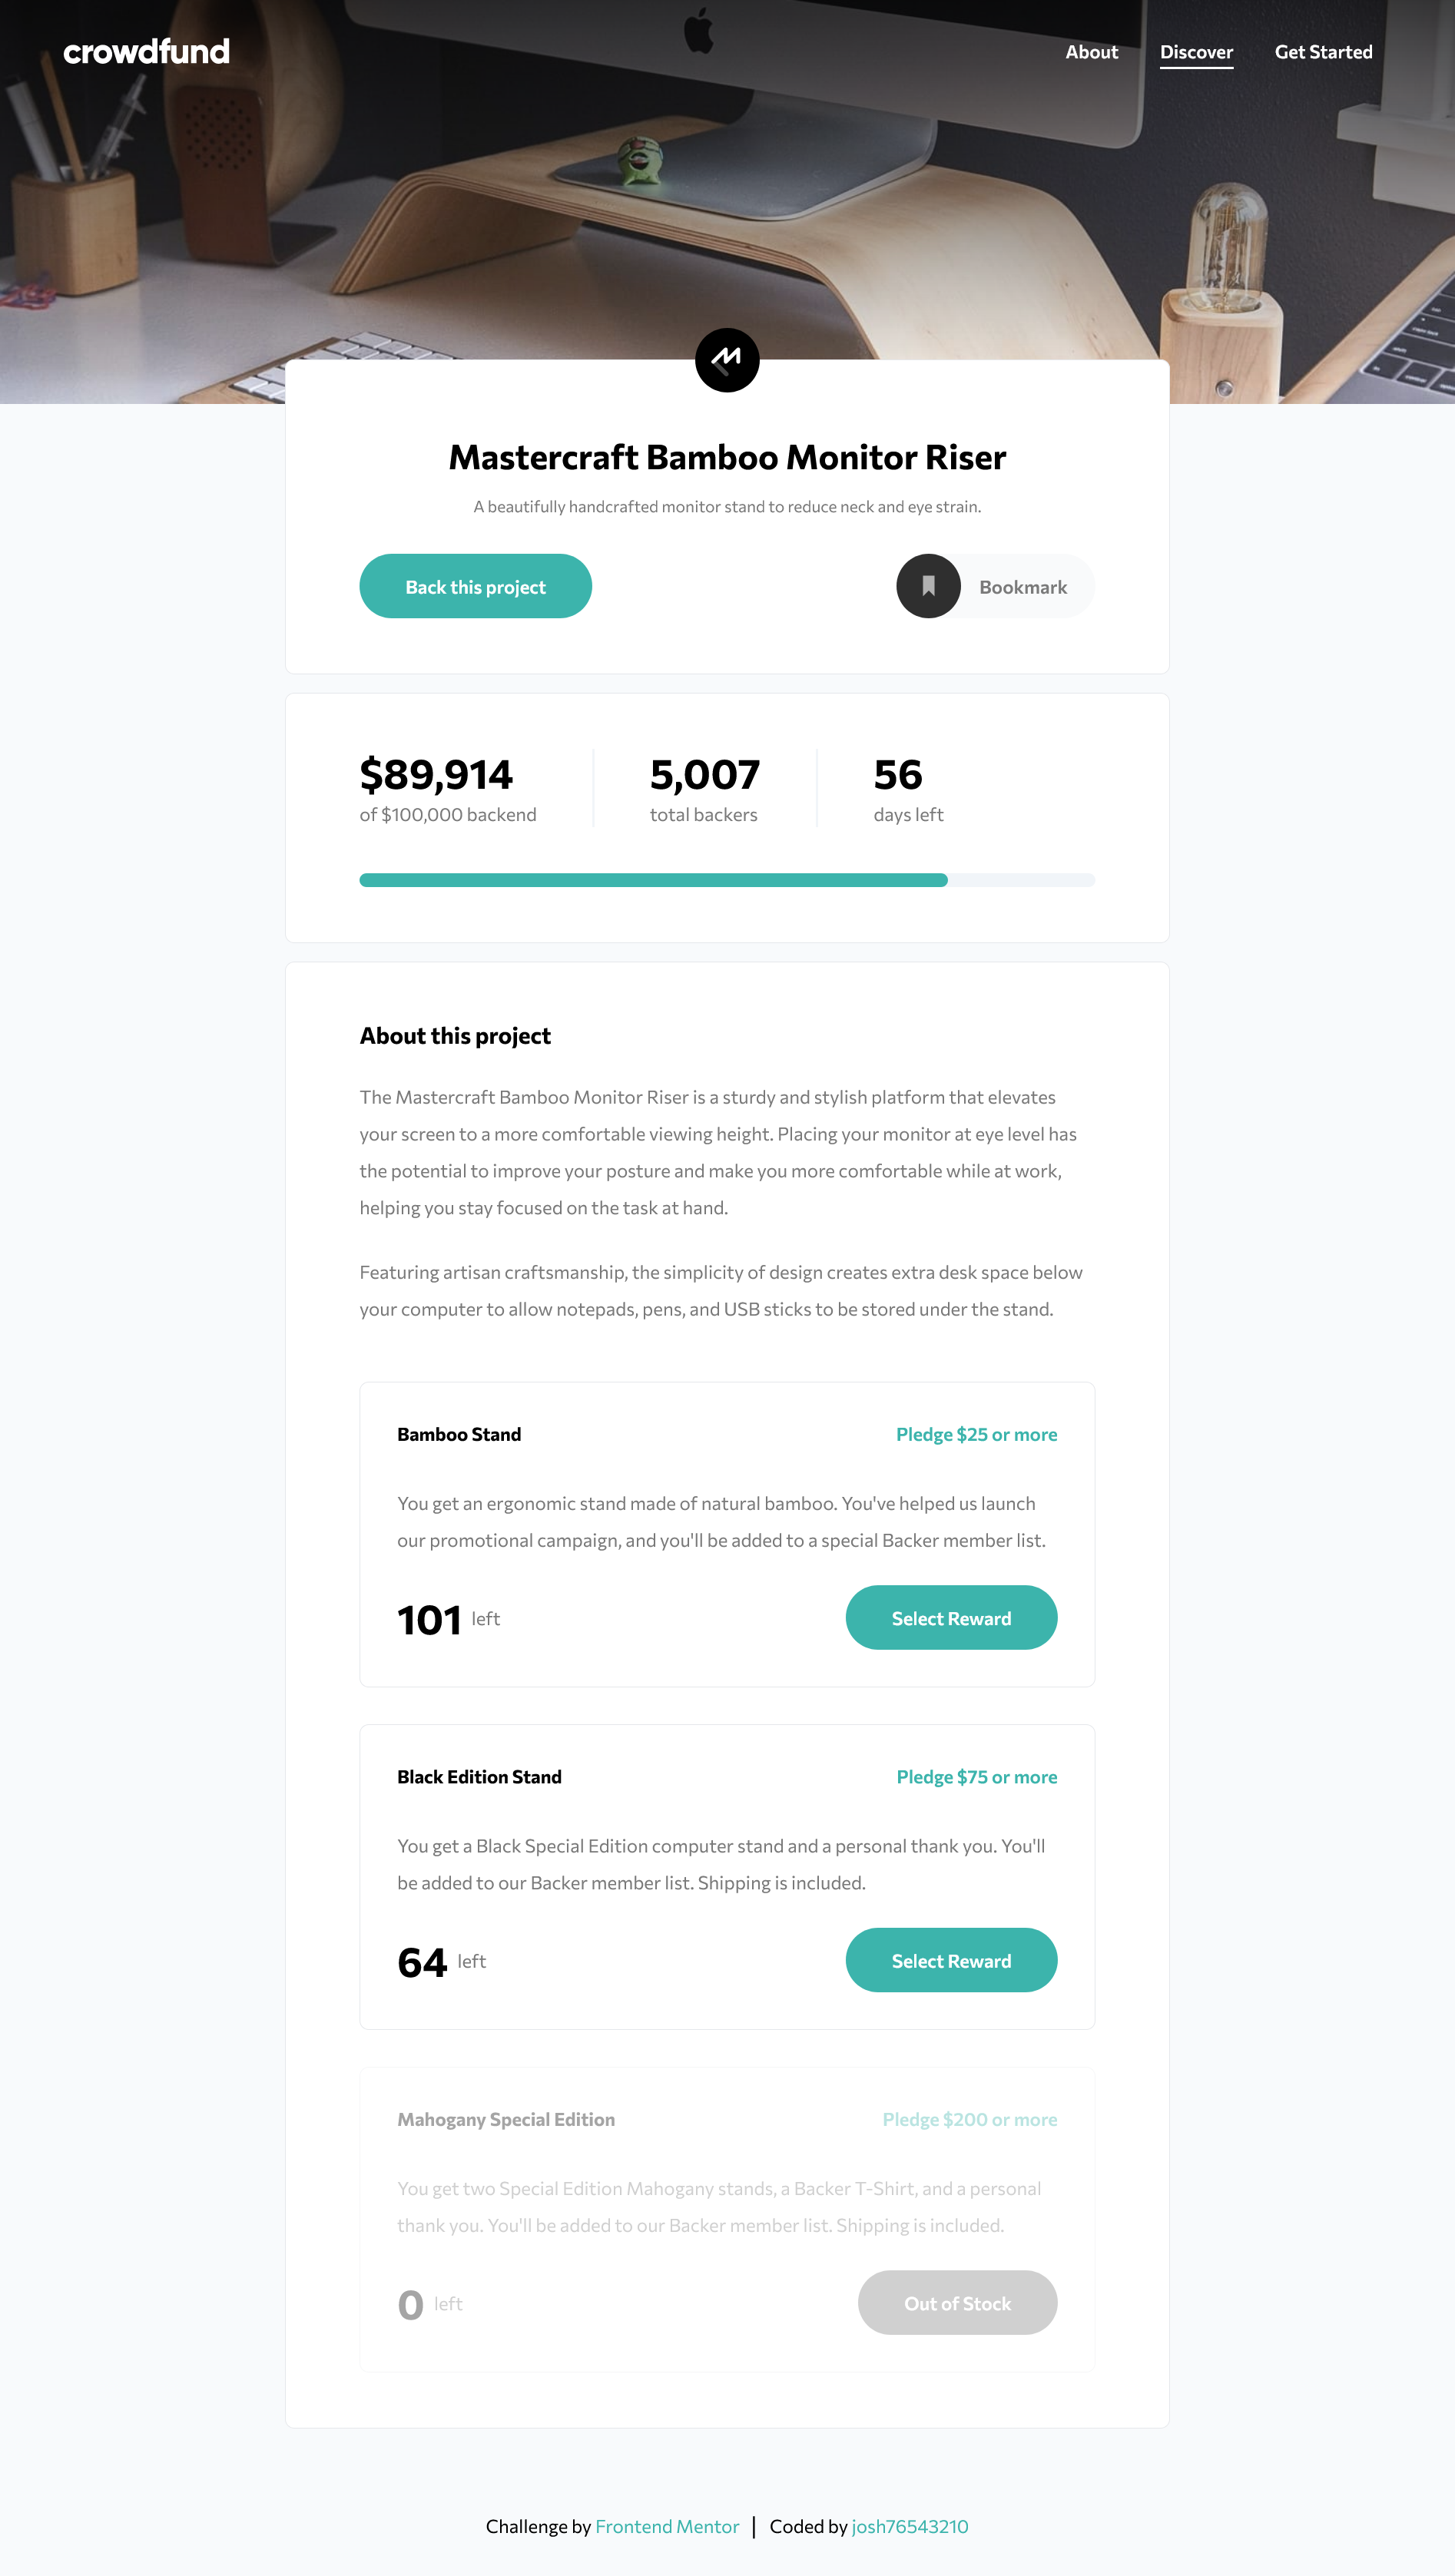 crowdfund
About Discover Get Started
Mastercraft Bamboo Monitor Riser
A beautifully handcrafted monitor stand to reduce neck and eye strain.
Back this project
Bookmark
$89,914
of $100,000 backend
5,007
total backers
56
days left
About this project
The Mastercraft Bamboo Monitor Riser is a sturdy and stylish platform that elevates
your screen to a more comfortable viewing height. Placing your monitor at eye level has
the potential to improve your posture and make you more comfortable while at work,
helping you stay focused on the task at hand.
Featuring artisan craftsmanship, the simplicity of design creates extra desk space below
your computer to allow notepads, pens, and USB sticks to be stored under the stand.
Bamboo Stand
Pledge $25 or more
You get an ergonomic stand made of natural bamboo. You've helped us launch
our promotional campaign, and you'll be added to a special Backer member list.
101 left
Select Reward
Black Edition Stand
Pledge $75 or more
You get a Black Special Edition computer stand and a personal thank you. You'll
be added to our Backer member list. Shipping is included.
64 left
Select Reward
Mahogany Special Edition
Pledge $200 or more
You get two Special Edition Mahogany stands, a Backer T-Shirt, and a personal
thank you. You'll be added to our Backer member list. Shipping is included.
0 left
Out of Stock
Challenge by Frontend Mentor | Coded by josh76543210